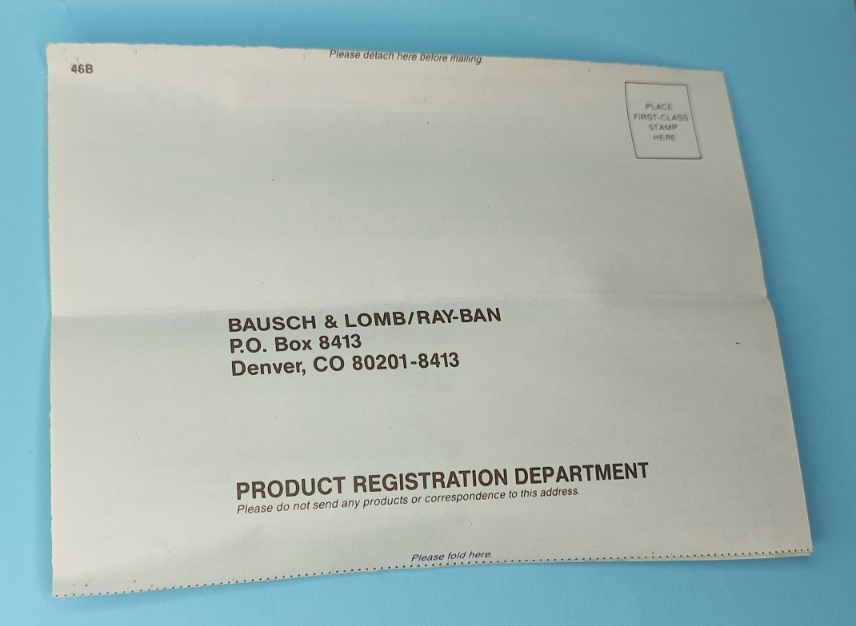 Please detach here before mailing.
46B
PLACE
FIRST-CLASS
STAMP
HERE
BAUSCH & LOMB/RAY-BAN
P.O. Box 8413
Denver, CO 80201-8413
PRODUCT REGISTRATION DEPARTMENT
Please do not send any products or correspondence to this address.
Please fold here.